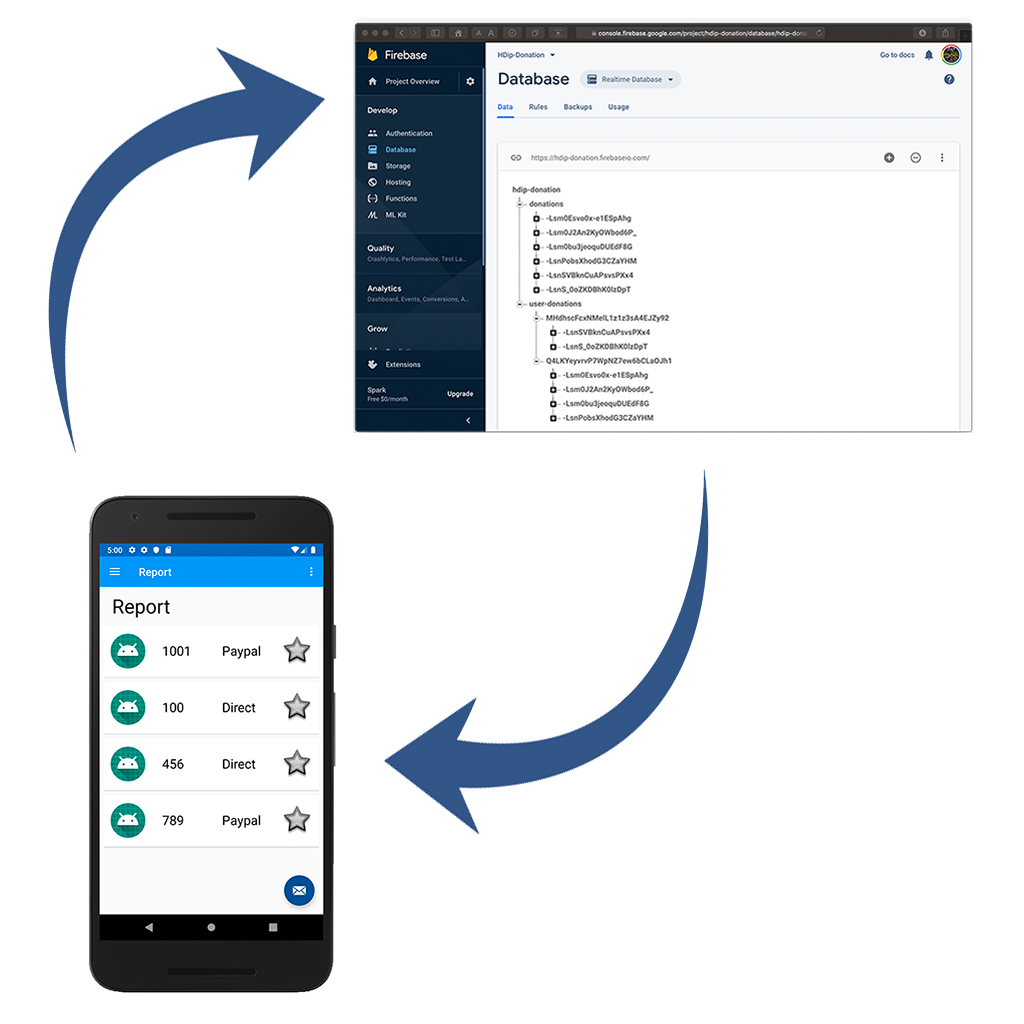 console.firebase.google.com/project/hdip-donation/database/hdip-don
Firebase
Project Overview
Develop
Authentication
Database
Storage
Hosting
Functions
ML Kit
Quality
Crashlytics, Performance, Test La...
Analytics
Dashboard, Events, Conversions, A...
Grow
Extensions
Spark
Free $0/month
Upgrade
HDip-Donation
Go to docs
Database
Realtime Database
Data Rules Backups Usage
https://hdip-donation.firebaseio.com/
hdip-donation
donations
-Lsm0Esvo0x-e1ESpAhg
-Lsm0J2An2KyOWbod6P_
-Lsm0bu3jeoquDUEdF8G
-LsnPobsXhodG3CZaYHM
-LsnSVBknCuAPsvsPXx4
-LsnS_0oZKDBhK0lzDpT
user-donations
MHdhscFcxNMelL1z1z3sA4EJZy92
-LsnSVBknCuAPsvsPXx4
-LsnS_0oZKDBhK0lzDpT
Q4LKYeyvrvP7WpNZ7ew6bCLaOJh1
-Lsm0Esvo0x-e1ESpAhg
-Lsm0J2An2KyOWbod6P_
-Lsm0bu3jeoquDUEdF8G
-LsnPobsXhodG3CZaYHM
5:00
Report
Report
1001 Paypal
100 Direct
456 Direct
789 Paypal